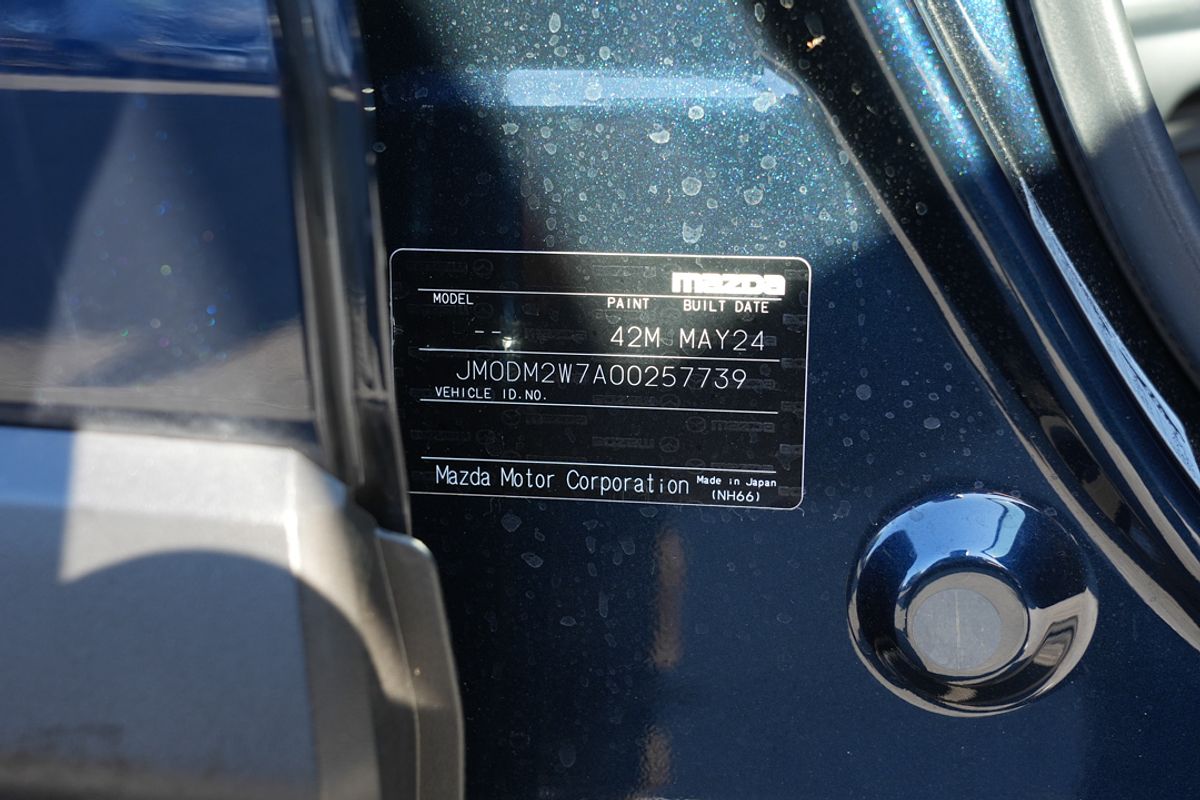 mazda
MODEL PAINT BUILT DATE
-- 42M MAY24
JM0DM2W7A00257739
VEHICLE ID.NO.
Mazda Motor Corporation Made in Japan
(NH66)